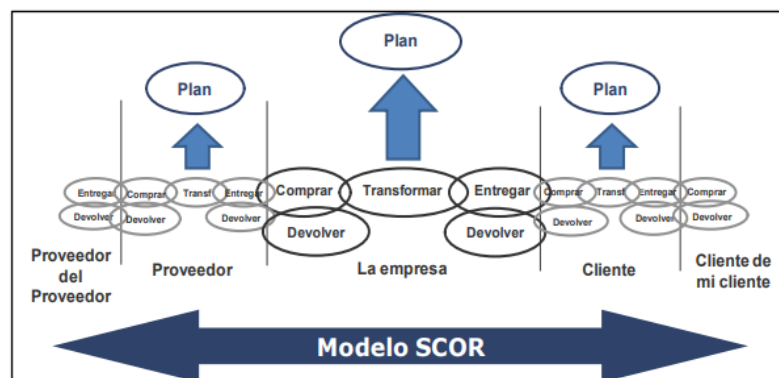 Plan
Plan
Plan
Entregar
Comprar
Transf
Entregar
Comprar
Transformar
Entregar
Comprar
Transf
Entregar
Comprar
Devolver
Devolver
Devolver
Devolver
Devolver
Devolver
Devolver
Devolver
Proveedor
del
Proveedor
Proveedor
La empresa
Cliente
Cliente de
mi cliente
Modelo SCOR